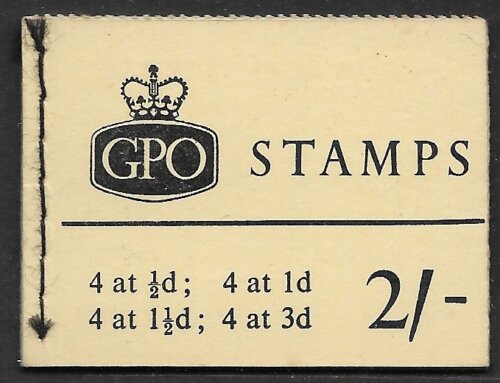 GPO
STAMPS
4 at ½d; 4 at 1d
4 at 1½d; 4 at 3d
2/-